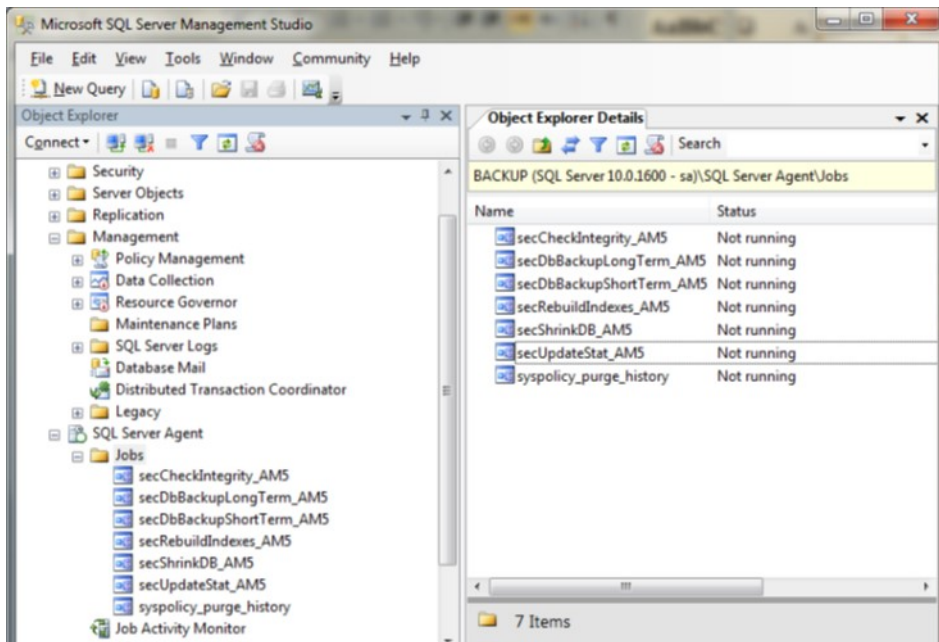 Microsoft SQL Server Management Studio
File Edit View Tools Window Community Help
New Query
Object Explorer
Connect
Security
Server Objects
Replication
Management
Policy Management
Data Collection
Resource Governor
Maintenance Plans
SQL Server Logs
Database Mail
Distributed Transaction Coordinator
Legacy
SQL Server Agent
Jobs
secCheckIntegrity_AM5
secDbBackupLongTerm_AM5
secDbBackupShortTerm_AM5
secRebuildIndexes_AM5
secShrinkDB_AM5
secUpdateStat_AM5
syspolicy_purge_history
Job Activity Monitor
Object Explorer Details
Search
BACKUP (SQL Server 10.0.1600 - sa)\SQL Server Agent\Jobs
Name Status
secCheckIntegrity_AM5 Not running
secDbBackupLongTerm_AM5 Not running
secDbBackupShortTerm_AM5 Not running
secRebuildIndexes_AM5 Not running
secShrinkDB_AM5 Not running
secUpdateStat_AM5 Not running
syspolicy_purge_history Not running
7 Items